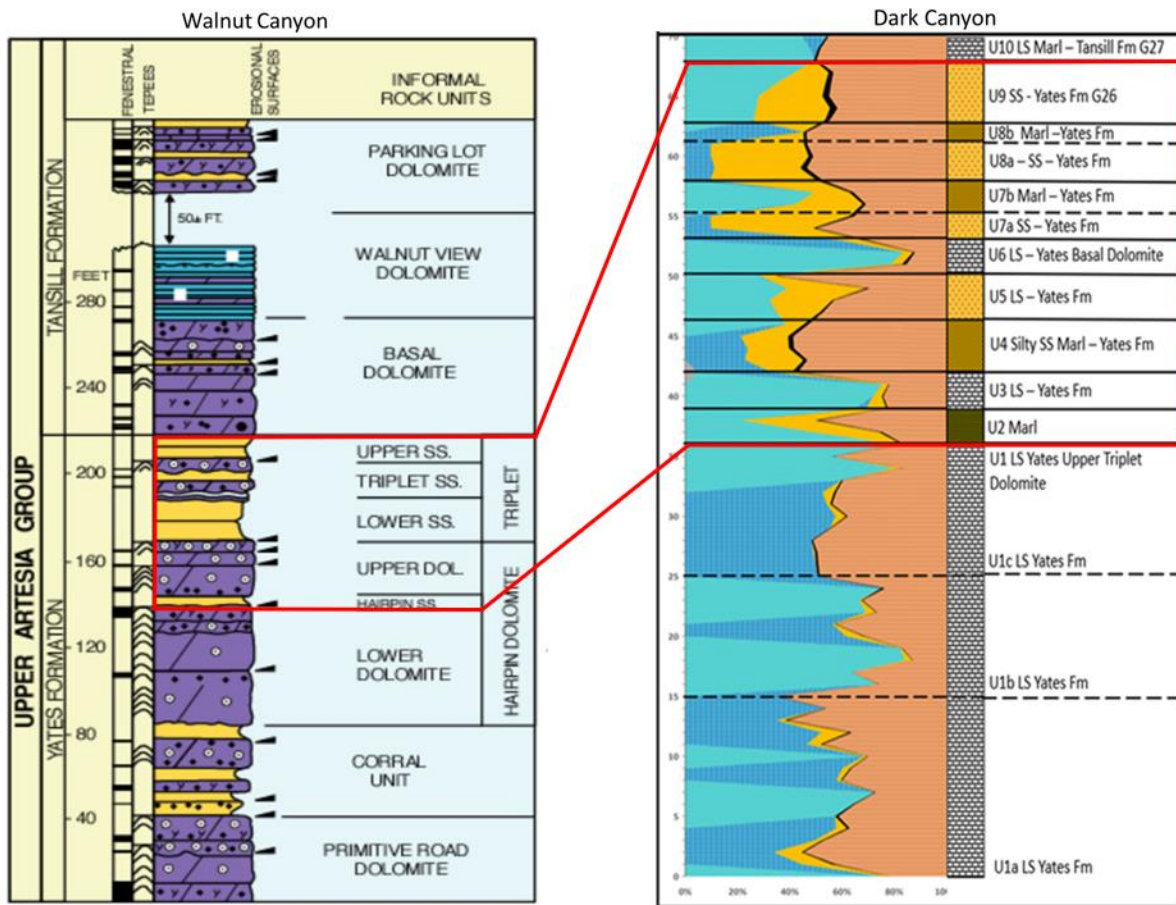 Walnut Canyon
Dark Canyon
FENESTRAL
TEPEES
EROSIONAL
SURFACES
INFORMAL
ROCK UNITS
UPPER ARTESIA GROUP
TANSILL FORMATION
YATES FORMATION
50± FT.
FEET
280
240
200
160
120
80
40
PARKING LOT
DOLOMITE
WALNUT VIEW
DOLOMITE
BASAL
DOLOMITE
UPPER SS.
TRIPLET SS.
LOWER SS.
TRIPLET
UPPER DOL.
HAIRPIN SS.
LOWER
DOLOMITE
HAIRPIN DOLOMITE
CORRAL
UNIT
PRIMITIVE ROAD
DOLOMITE
70
60
55
50
45
40
35
30
25
20
15
10
5
0
0%
20%
40%
60%
80%
U10 LS Marl – Tansill Fm G27
U9 SS - Yates Fm G26
U8b Marl –Yates Fm
U8a – SS – Yates Fm
U7b Marl – Yates Fm
U7a SS – Yates Fm
U6 LS – Yates Basal Dolomite
U5 LS – Yates Fm
U4 Silty SS Marl – Yates Fm
U3 LS – Yates Fm
U2 Marl
U1 LS Yates Upper Triplet
Dolomite
U1c LS Yates Fm
U1b LS Yates Fm
U1a LS Yates Fm